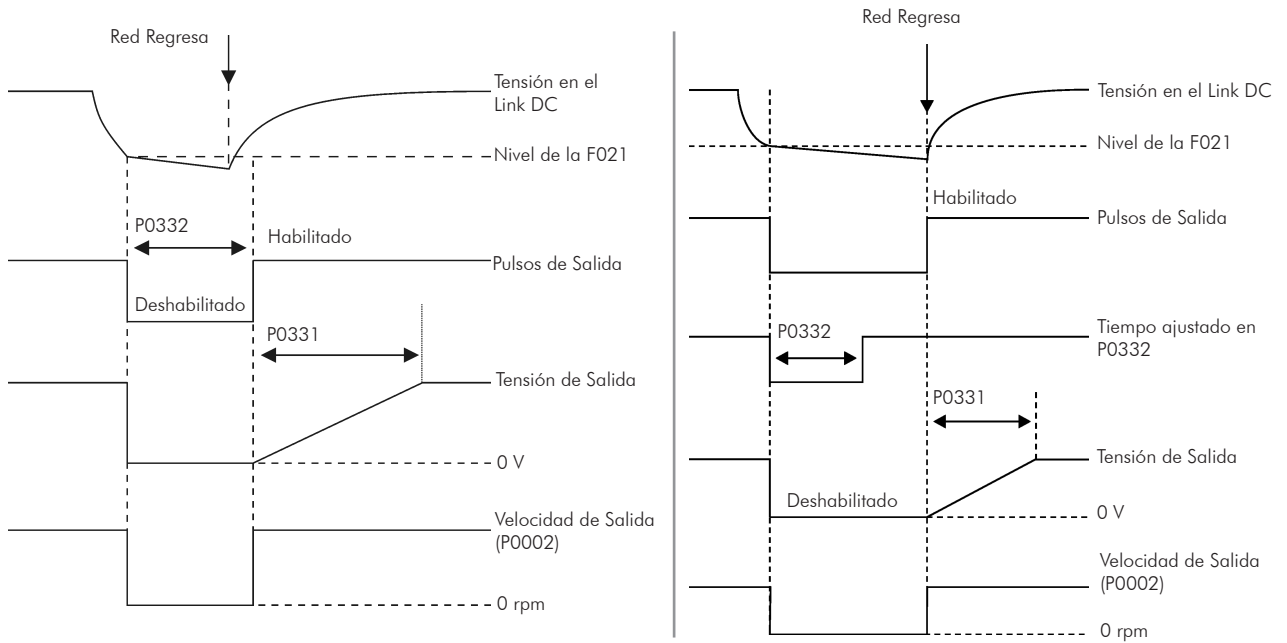 Red Regresa
Tensión en el
Link DC
Nivel de la F021
P0332
Habilitado
Pulsos de Salida
Deshabilitado
P0331
Tensión de Salida
0 V
Velocidad de Salida
(P0002)
0 rpm
Red Regresa
Tensión en el Link DC
Nivel de la F021
Habilitado
Pulsos de Salida
Tiempo ajustado en
P0332
P0332
P0331
Tensión de Salida
Deshabilitado
0 V
Velocidad de Salida
(P0002)
0 rpm